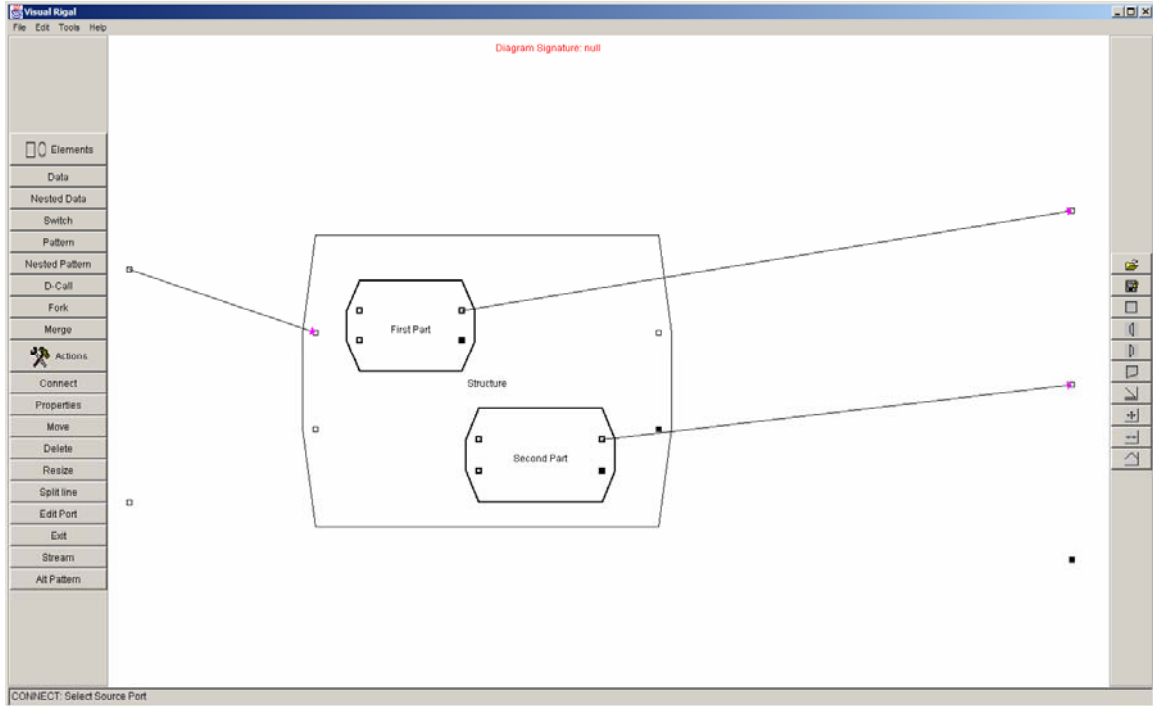 Visual Rigal
File Edit Tools Help
Diagram Signature: null
Elements
Data
Nested Data
Switch
Pattern
Nested Pattern
D-Call
Fork
Merge
Actions
Connect
Properties
Move
Delete
Resize
Split line
Edit Port
Exit
Stream
Alt Pattern
First Part
Structure
Second Part
CONNECT: Select Source Port